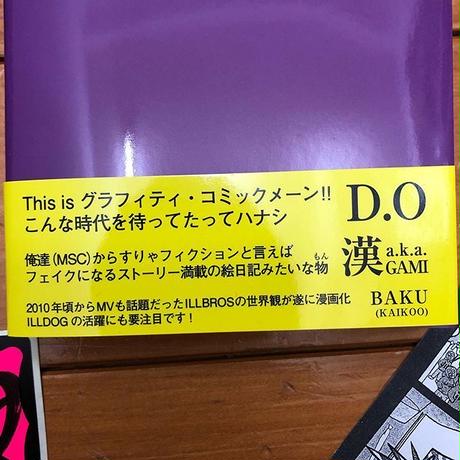 This is グラフィティ・コミックメーン!!
こんな時代を待ってたってハナシ
D.O
俺達(MSC)からすりゃフィクションと言えば
フェイクになるストーリー満載の絵日記みたいな物
もん
漢 a.k.a. GAMI
2010年頃からMVも話題だったILLBROSの世界観が遂に漫画化
ILLDOG の活躍にも要注目です!
BAKU
(KAIKOO)